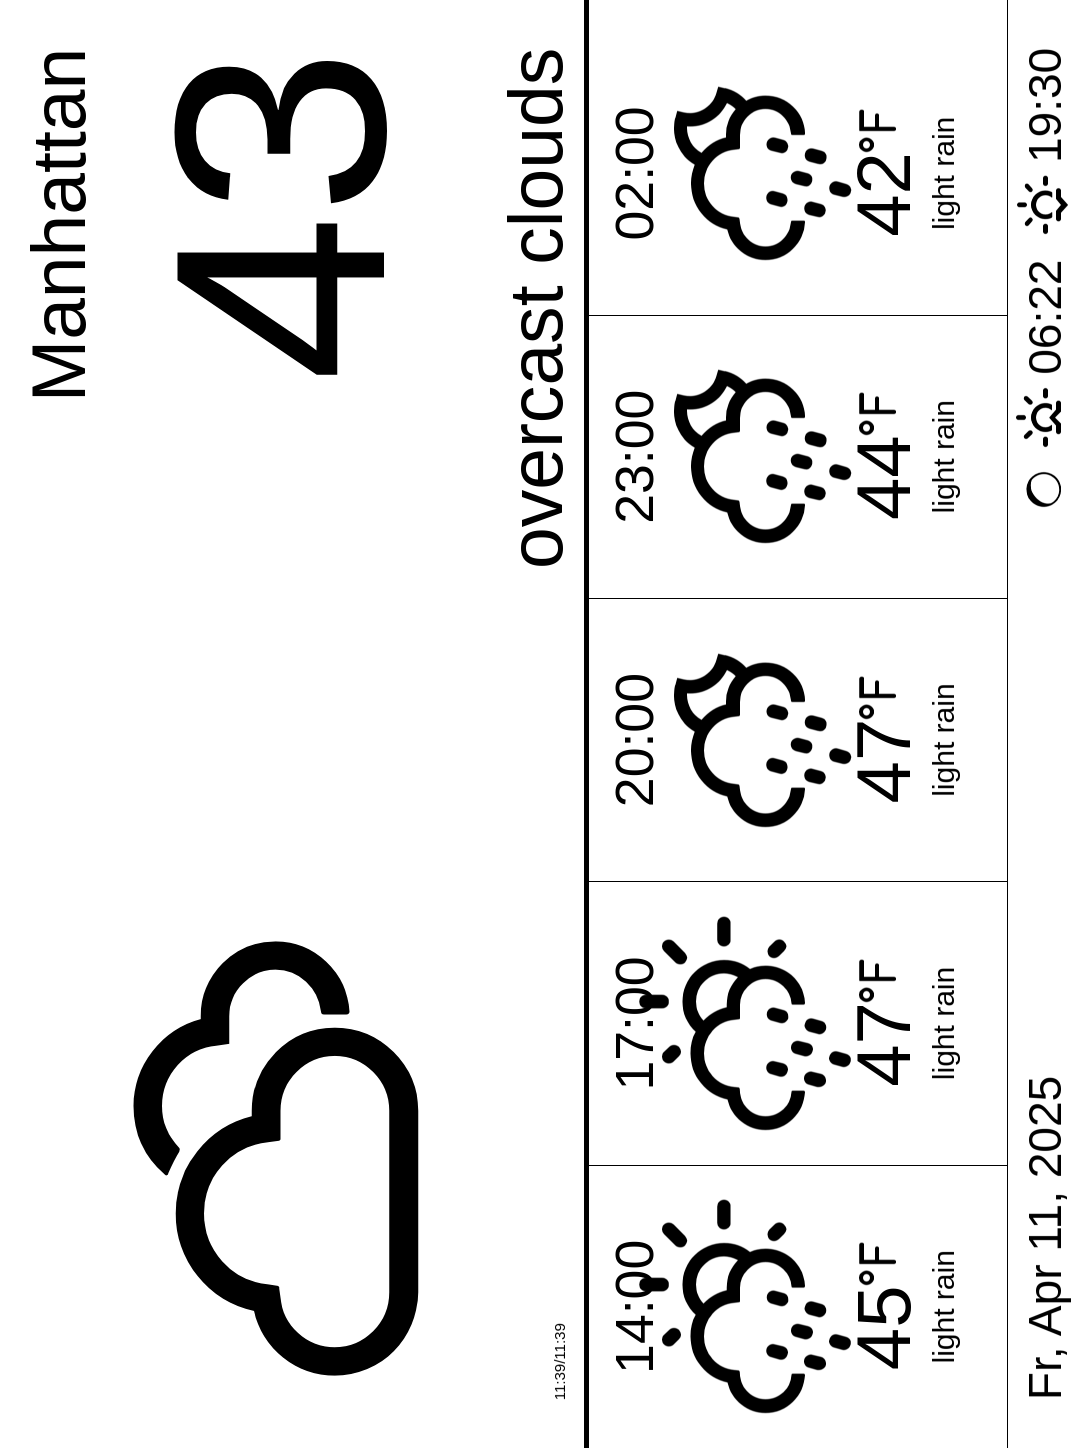 Manhattan
43
overcast clouds
11:39/11:39
14:00
45°F
light rain
17:00
47°F
light rain
20:00
47°F
light rain
23:00
44°F
light rain
02:00
42°F
light rain
Fr, Apr 11, 2025
06:22
19:30